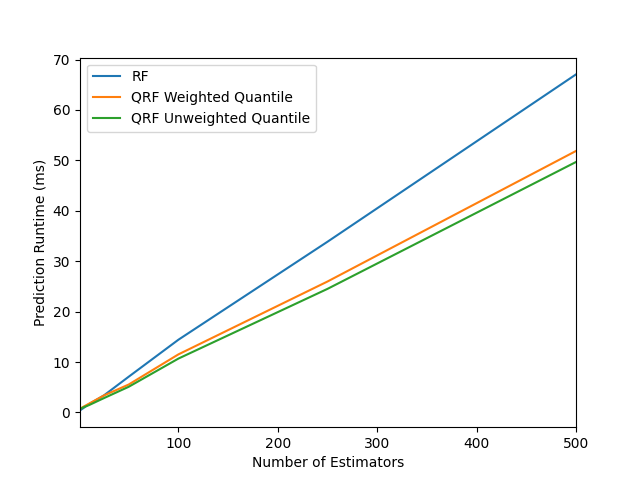 70
60
50
40
30
20
10
0
Prediction Runtime (ms)
RF
QRF Weighted Quantile
QRF Unweighted Quantile
100 200 300 400 500
Number of Estimators